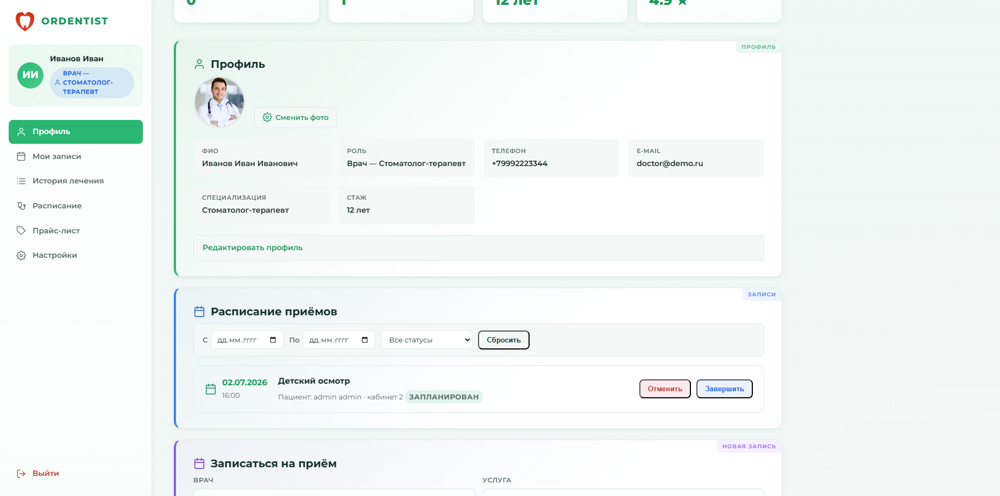 ORDENTIST
Иванов Иван
ИИ
ВРАЧ —
СТОМАТОЛОГ-
ТЕРАПЕВТ
Профиль
Мои записи
История лечения
Расписание
Прайс-лист
Настройки
Выйти
0
1
12 лет
4.9 ★
ПРОФИЛЬ
Профиль
Сменить фото
ФИО
Иванов Иван Иванович
РОЛЬ
Врач — Стоматолог-терапевт
ТЕЛЕФОН
+79992223344
E-MAIL
doctor@demo.ru
СПЕЦИАЛИЗАЦИЯ
Стоматолог-терапевт
СТАЖ
12 лет
Редактировать профиль
ЗАПИСИ
Расписание приёмов
С дд.мм.гггг По дд.мм.гггг Все статусы Сбросить
02.07.2026
16:00
Детский осмотр
Пациент: admin admin · кабинет 2 ЗАПЛАНИРОВАН
Отменить Завершить
НОВАЯ ЗАПИСЬ
Записаться на приём
ВРАЧ
УСЛУГА